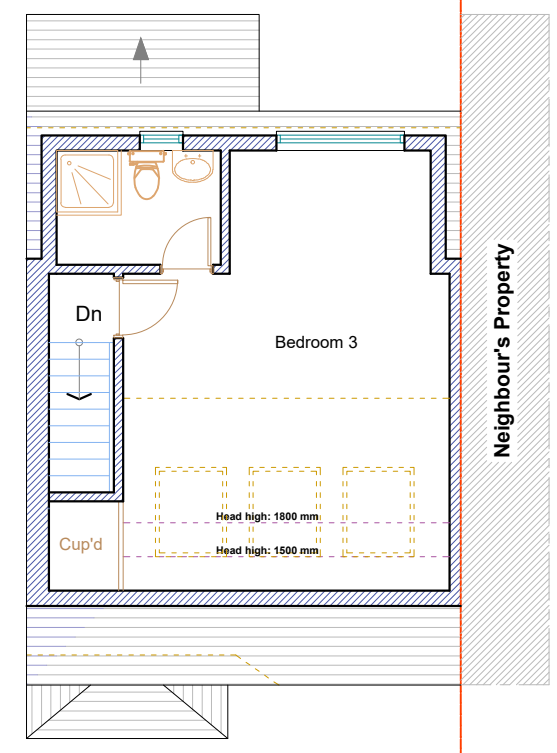 Neighbour's Property
Dn
Bedroom 3
Head high: 1800 mm
Cup'd
Head high: 1500 mm